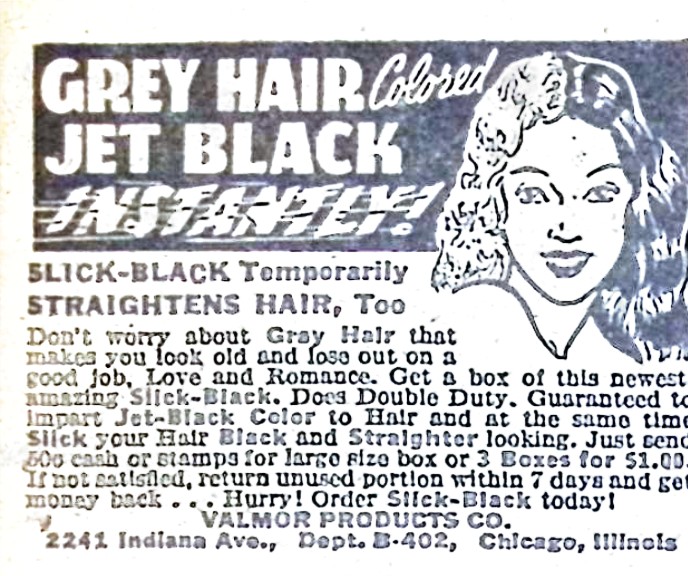 GREY HAIR Colored
JET BLACK
INSTANTLY!
SLICK-BLACK Temporarily
STRAIGHTENS HAIR, Too
Don't worry about Gray Hair that
makes you look old and lose out on a
good job, Love and Romance. Get a box of this newest
amazing Slick-Black. Does Double Duty. Guaranteed to
impart Jet-Black Color to Hair and at the same time
Slick your Hair Black and Straighter looking. Just send
50c cash or stamps for large size box or 3 Boxes for $1.00.
If not satisfied, return unused portion within 7 days and get
money back . . . Hurry! Order Slick-Black today!
VALMOR PRODUCTS CO.
2241 Indiana Ave., Dept. B-402, Chicago, Illinois